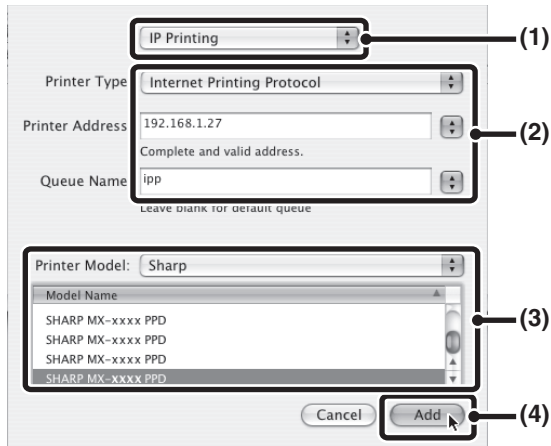 IP Printing
(1)
Printer Type Internet Printing Protocol
Printer Address 192.168.1.27
(2)
Complete and valid address.
Queue Name ipp
Leave blank for default queue
Printer Model: Sharp
Model Name
SHARP MX-xxxx PPD
(3)
SHARP MX-xxxx PPD
SHARP MX-xxxx PPD
SHARP MX-xxxx PPD
Cancel Add (4)